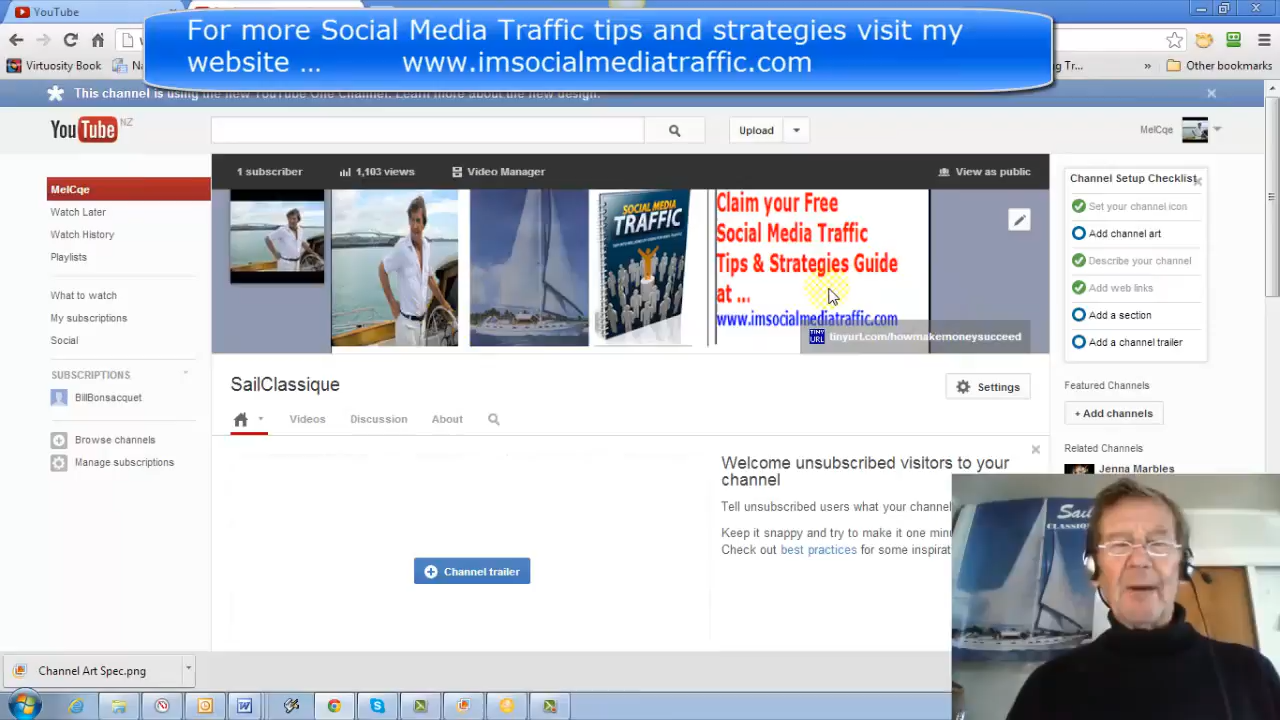 YouTube
For more Social Media Traffic tips and strategies visit my
website ... www.imsocialmediatraffic.com
Virtuosity Book
Other bookmarks
This channel is using the new YouTube One Channel. Learn more about the new design.
YouTube NZ
Upload
MelCqe
1 subscriber
1,103 views
Video Manager
View as public
Channel Setup Checklist
Set your channel icon
Add channel art
Describe your channel
Add web links
Add a section
Add a channel trailer
MelCqe
Watch Later
Watch History
Playlists
What to watch
My subscriptions
Social
SUBSCRIPTIONS
BillBonsacquet
Browse channels
Manage subscriptions
SOCIAL MEDIA
TRAFFIC
Claim your Free
Social Media Traffic
Tips & Strategies Guide
at ...
www.imsocialmediatraffic.com
TINY
URL
tinyurl.com/howmakemoneysucceed
SailClassique
Settings
Videos
Discussion
About
Featured Channels
+ Add channels
Related Channels
Jenna Marbles
Channel trailer
Welcome unsubscribed visitors to your
channel
Tell unsubscribed users what your channel
Keep it snappy and try to make it one
Check out best practices for some
Channel Art Spec.png